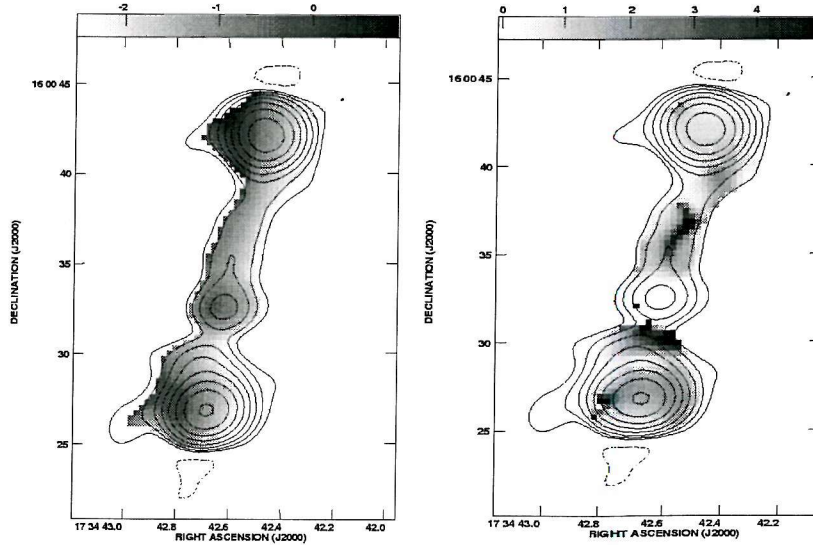 -2 -1 0
16 00 45
40
35
30
25
DECLINATION (J2000)
17 34 43.0 42.8 42.6 42.4 42.2 42.0
RIGHT ASCENSION (J2000)
0 1 2 3 4
16 00 45
40
35
30
25
DECLINATION (J2000)
17 34 43.0 42.8 42.6 42.4 42.2
RIGHT ASCENSION (J2000)